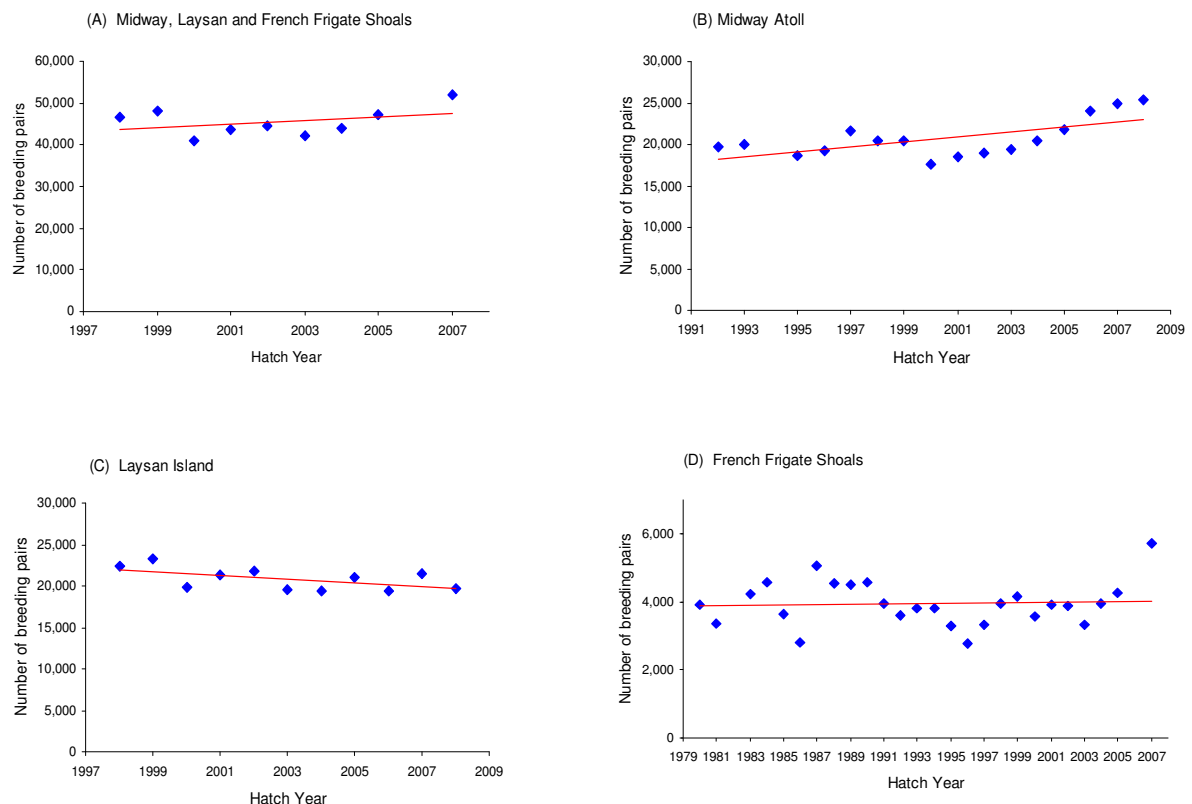 (A) Midway, Laysan and French Frigate Shoals
60,000
50,000
40,000
30,000
20,000
10,000
0
Number of breeding pairs
1997 1999 2001 2003 2005 2007
Hatch Year
(B) Midway Atoll
30,000
25,000
20,000
15,000
10,000
5,000
0
Number of breeding pairs
1991 1993 1995 1997 1999 2001 2003 2005 2007 2009
Hatch Year
(C) Laysan Island
30,000
25,000
20,000
15,000
10,000
5,000
0
Number of breeding pairs
1997 1999 2001 2003 2005 2007 2009
Hatch Year
(D) French Frigate Shoals
6,000
4,000
2,000
0
Number of breeding pairs
1979 1981 1983 1985 1987 1989 1991 1993 1995 1997 1999 2001 2003 2005 2007
Hatch Year